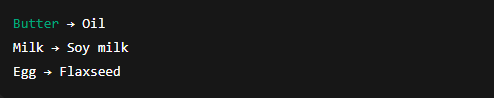 Butter → Oil
Milk → Soy milk
Egg → Flaxseed